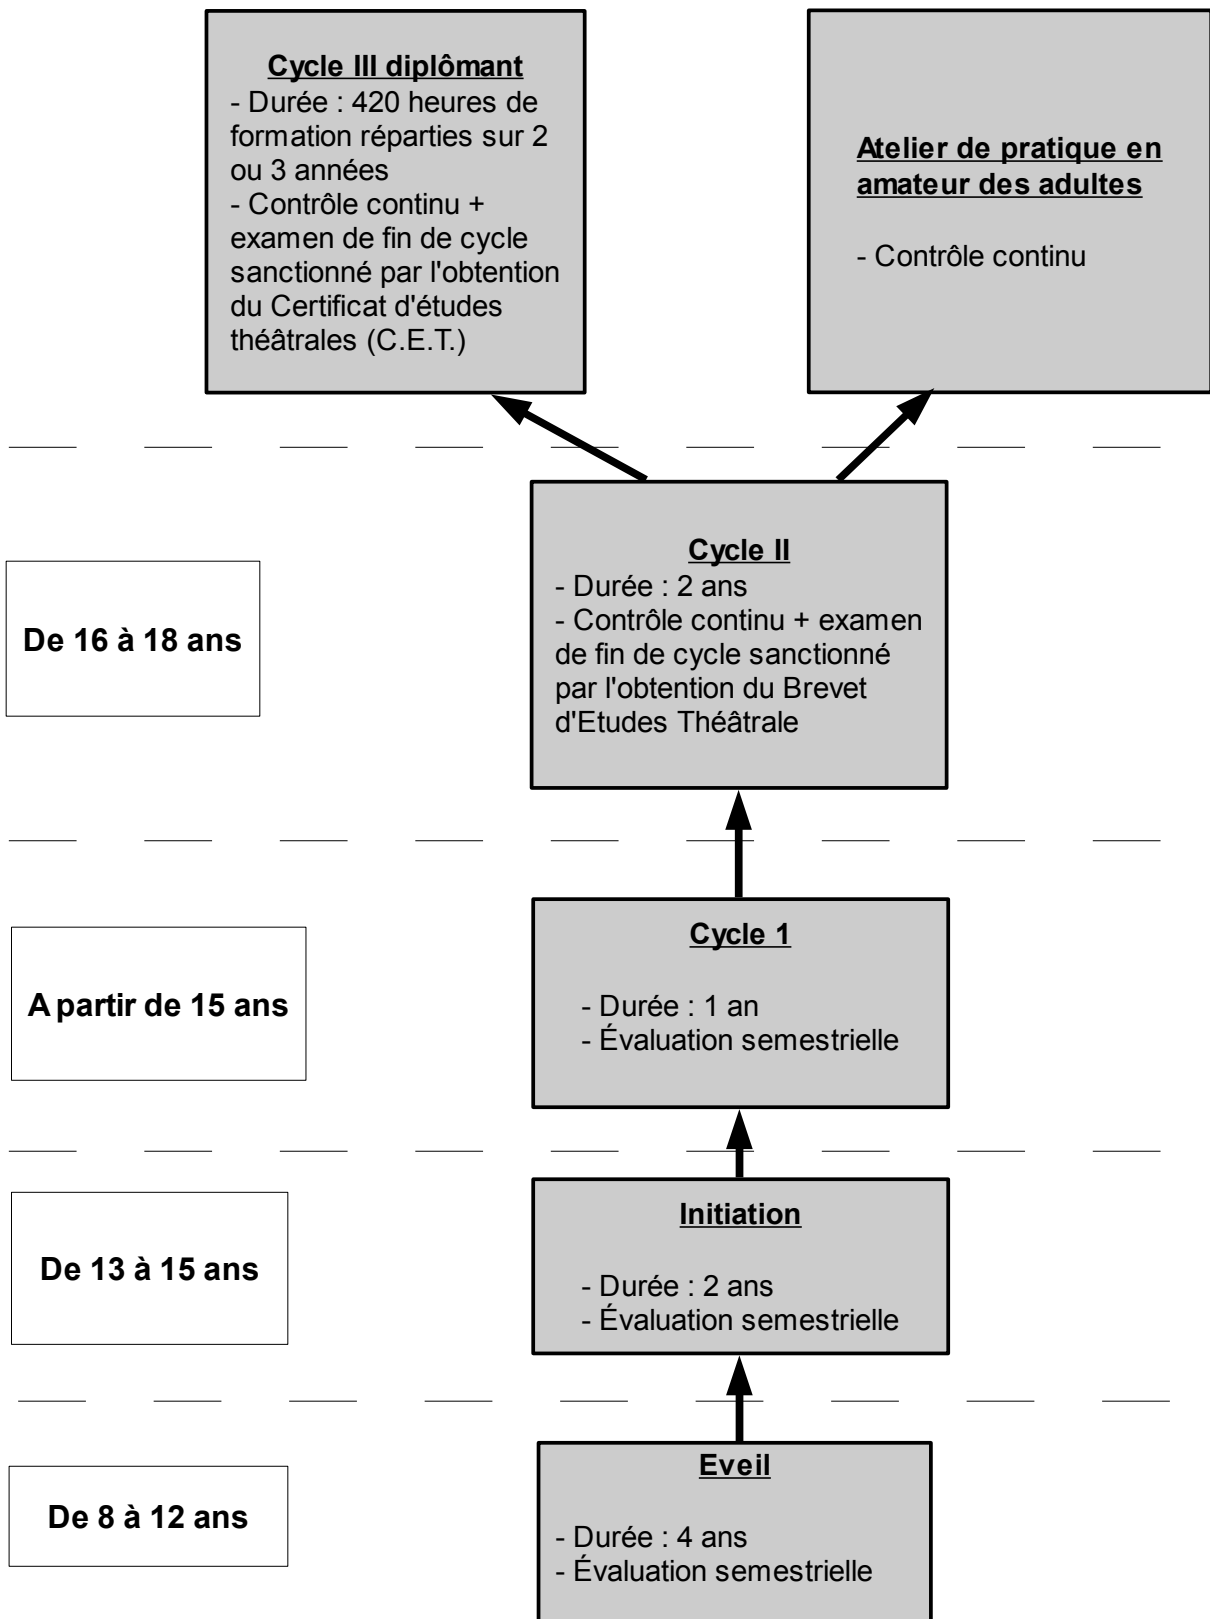 Cycle III diplômant
- Durée : 420 heures de
formation réparties sur 2
ou 3 années
- Contrôle continu +
examen de fin de cycle
sanctionné par l'obtention
du Certificat d'études
théâtrales (C.E.T.)
Atelier de pratique en
amateur des adultes
- Contrôle continu
De 16 à 18 ans
Cycle II
- Durée : 2 ans
- Contrôle continu + examen
de fin de cycle sanctionné
par l'obtention du Brevet
d'Etudes Théâtrale
A partir de 15 ans
Cycle 1
- Durée : 1 an
- Évaluation semestrielle
De 13 à 15 ans
Initiation
- Durée : 2 ans
- Évaluation semestrielle
De 8 à 12 ans
Eveil
- Durée : 4 ans
- Évaluation semestrielle